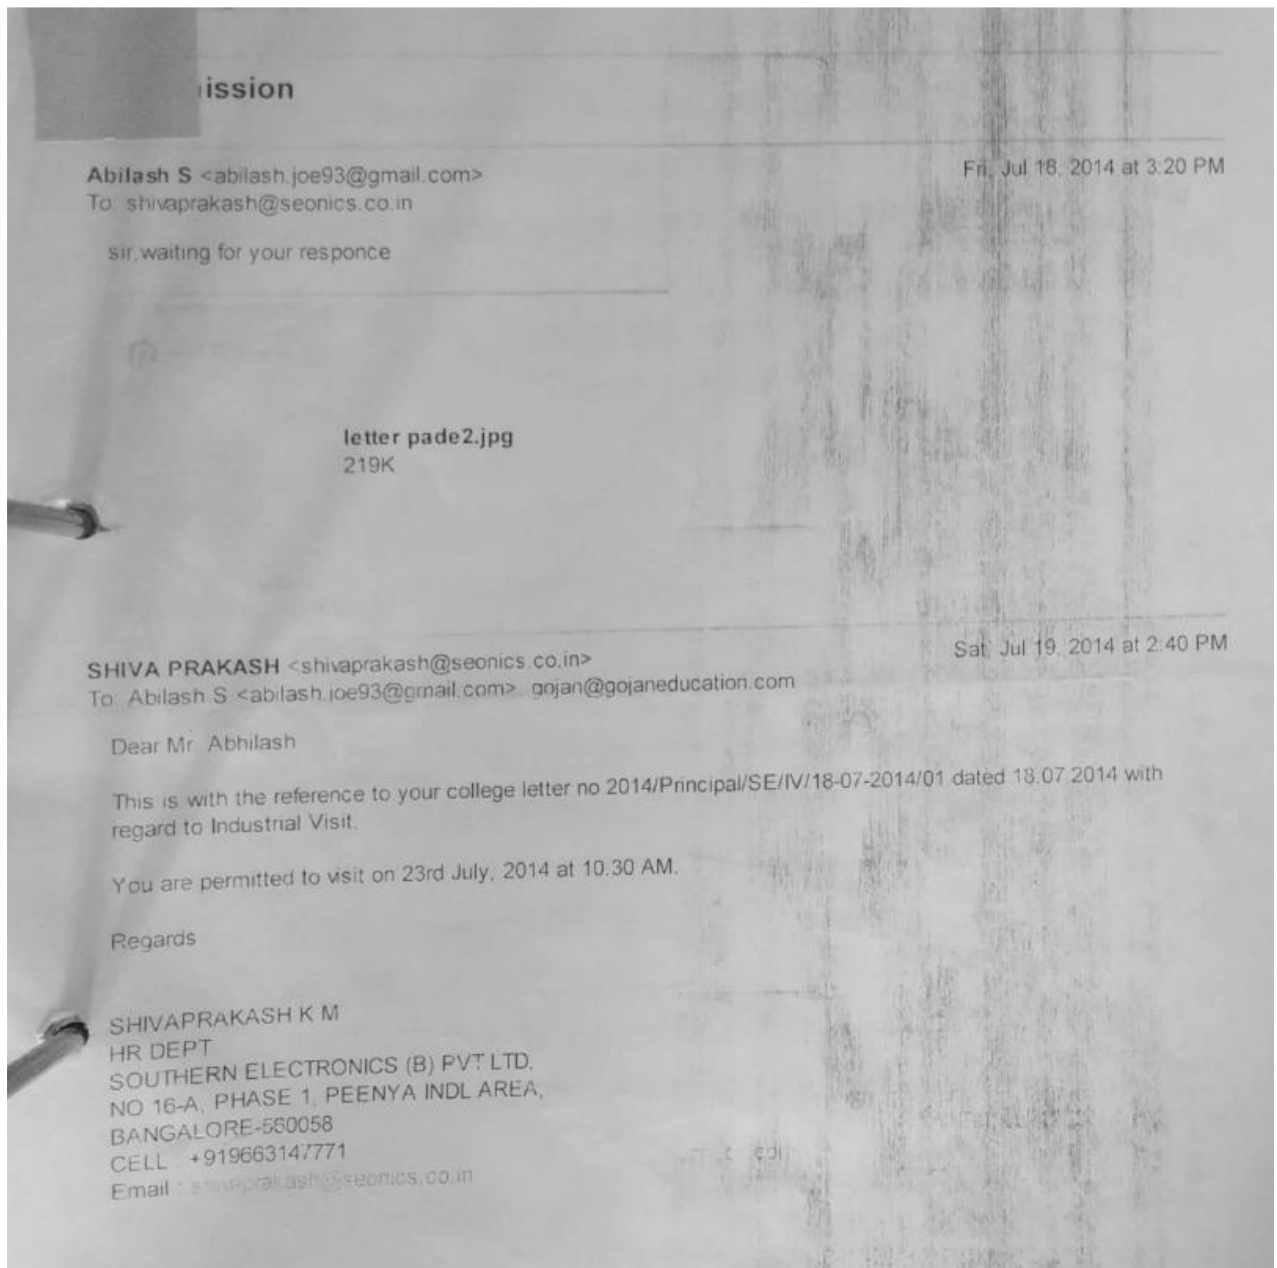 ission
Abilash S <abilash.joe93@gmail.com> Fri, Jul 18, 2014 at 3:20 PM
To shivaprakash@seonics.co.in
sir,waiting for your responce
letter pade2.jpg
219K
SHIVA PRAKASH <shivaprakash@seonics.co.in> Sat, Jul 19, 2014 at 2:40 PM
To Abilash S <abilash.joe93@gmail.com>, gojan@gojaneducation.com
Dear Mr Abhilash
This is with the reference to your college letter no 2014/Principal/SE/IV/18-07-2014/01 dated 18.07.2014 with
regard to Industrial Visit.
You are permitted to visit on 23rd July, 2014 at 10.30 AM.
Regards
SHIVAPRAKASH K M
HR DEPT
SOUTHERN ELECTRONICS (B) PVT LTD,
NO 16-A, PHASE 1, PEENYA INDL AREA,
BANGALORE-560058
CELL +919663147771
Email : shivaprakash@seonics.co.in